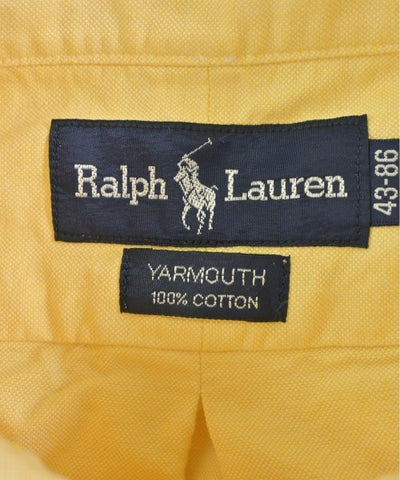 Ralph Lauren
43-86
YARMOUTH
100% COTTON